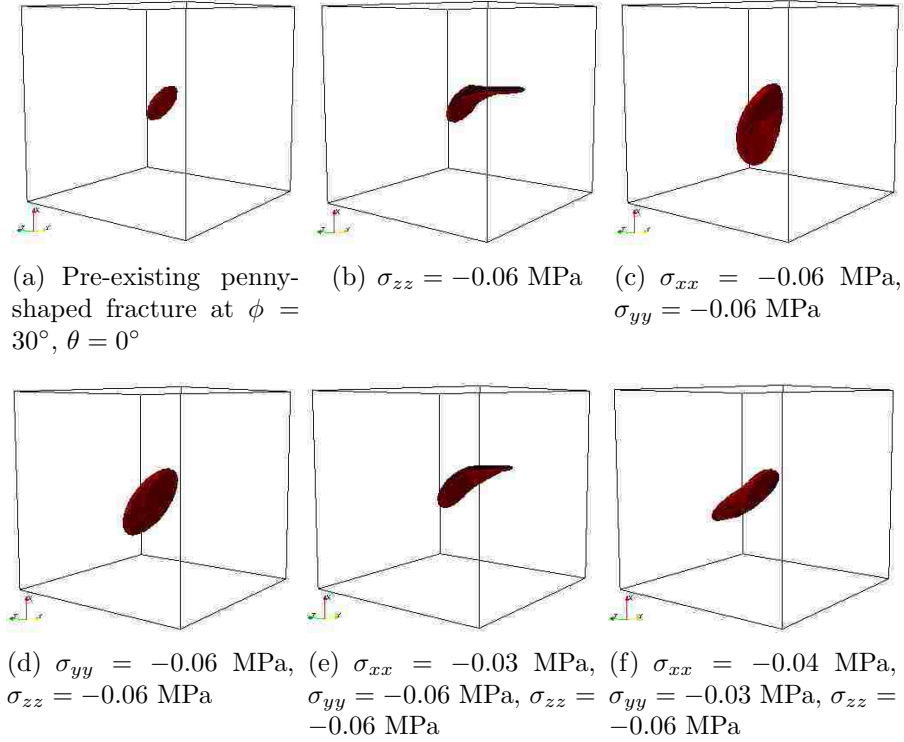 (a) Pre-existing penny-
shaped fracture at ϕ =
30°, θ = 0°
(b) σzz = −0.06 MPa
(c) σxx = −0.06 MPa,
σyy = −0.06 MPa
(d) σyy = −0.06 MPa,
σzz = −0.06 MPa
(e) σxx = −0.03 MPa,
σyy = −0.06 MPa, σzz =
−0.06 MPa
(f) σxx = −0.04 MPa,
σyy = −0.03 MPa, σzz =
−0.06 MPa